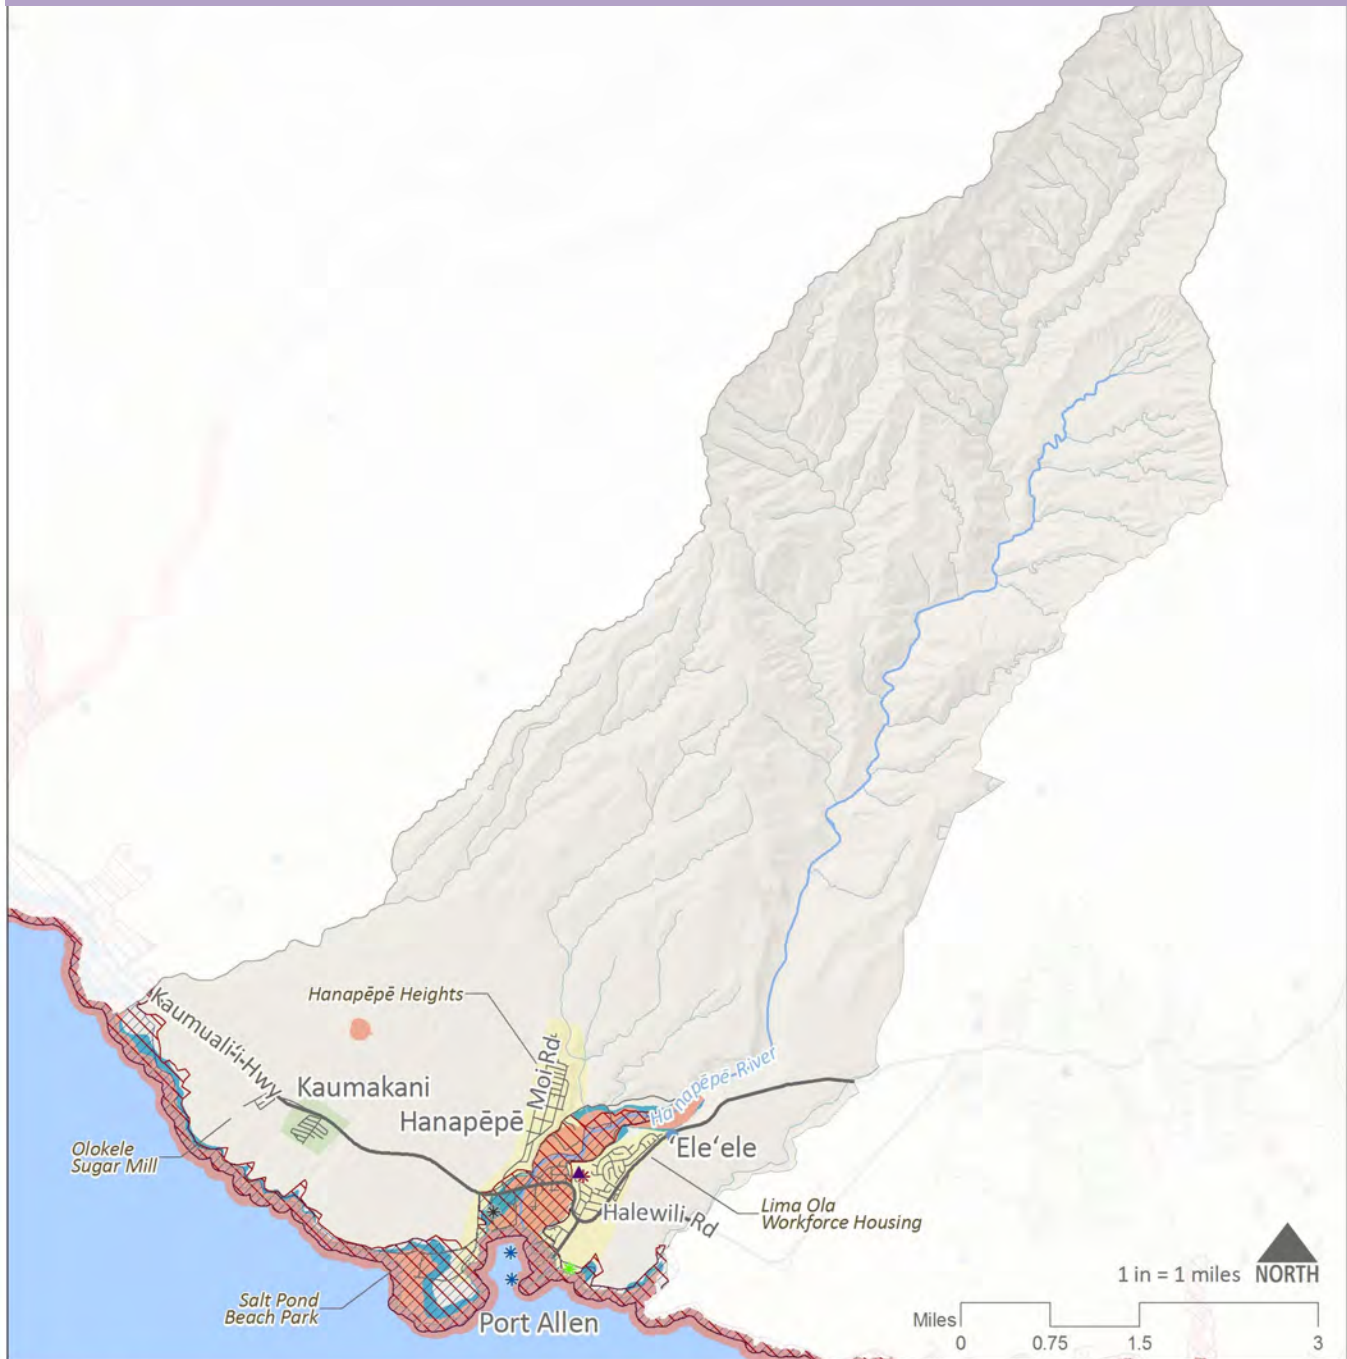 Hanapēpē Heights
Kaumualiʻi Hwy
Kaumakani
Moi Rd
Hanapēpē
Hanapēpē River
ʻEleʻele
Olokele
Sugar Mill
Halewili Rd
Lima Ola
Workforce Housing
Salt Pond
Beach Park
Port Allen
1 in = 1 miles NORTH
Miles
0 0.75 1.5 3